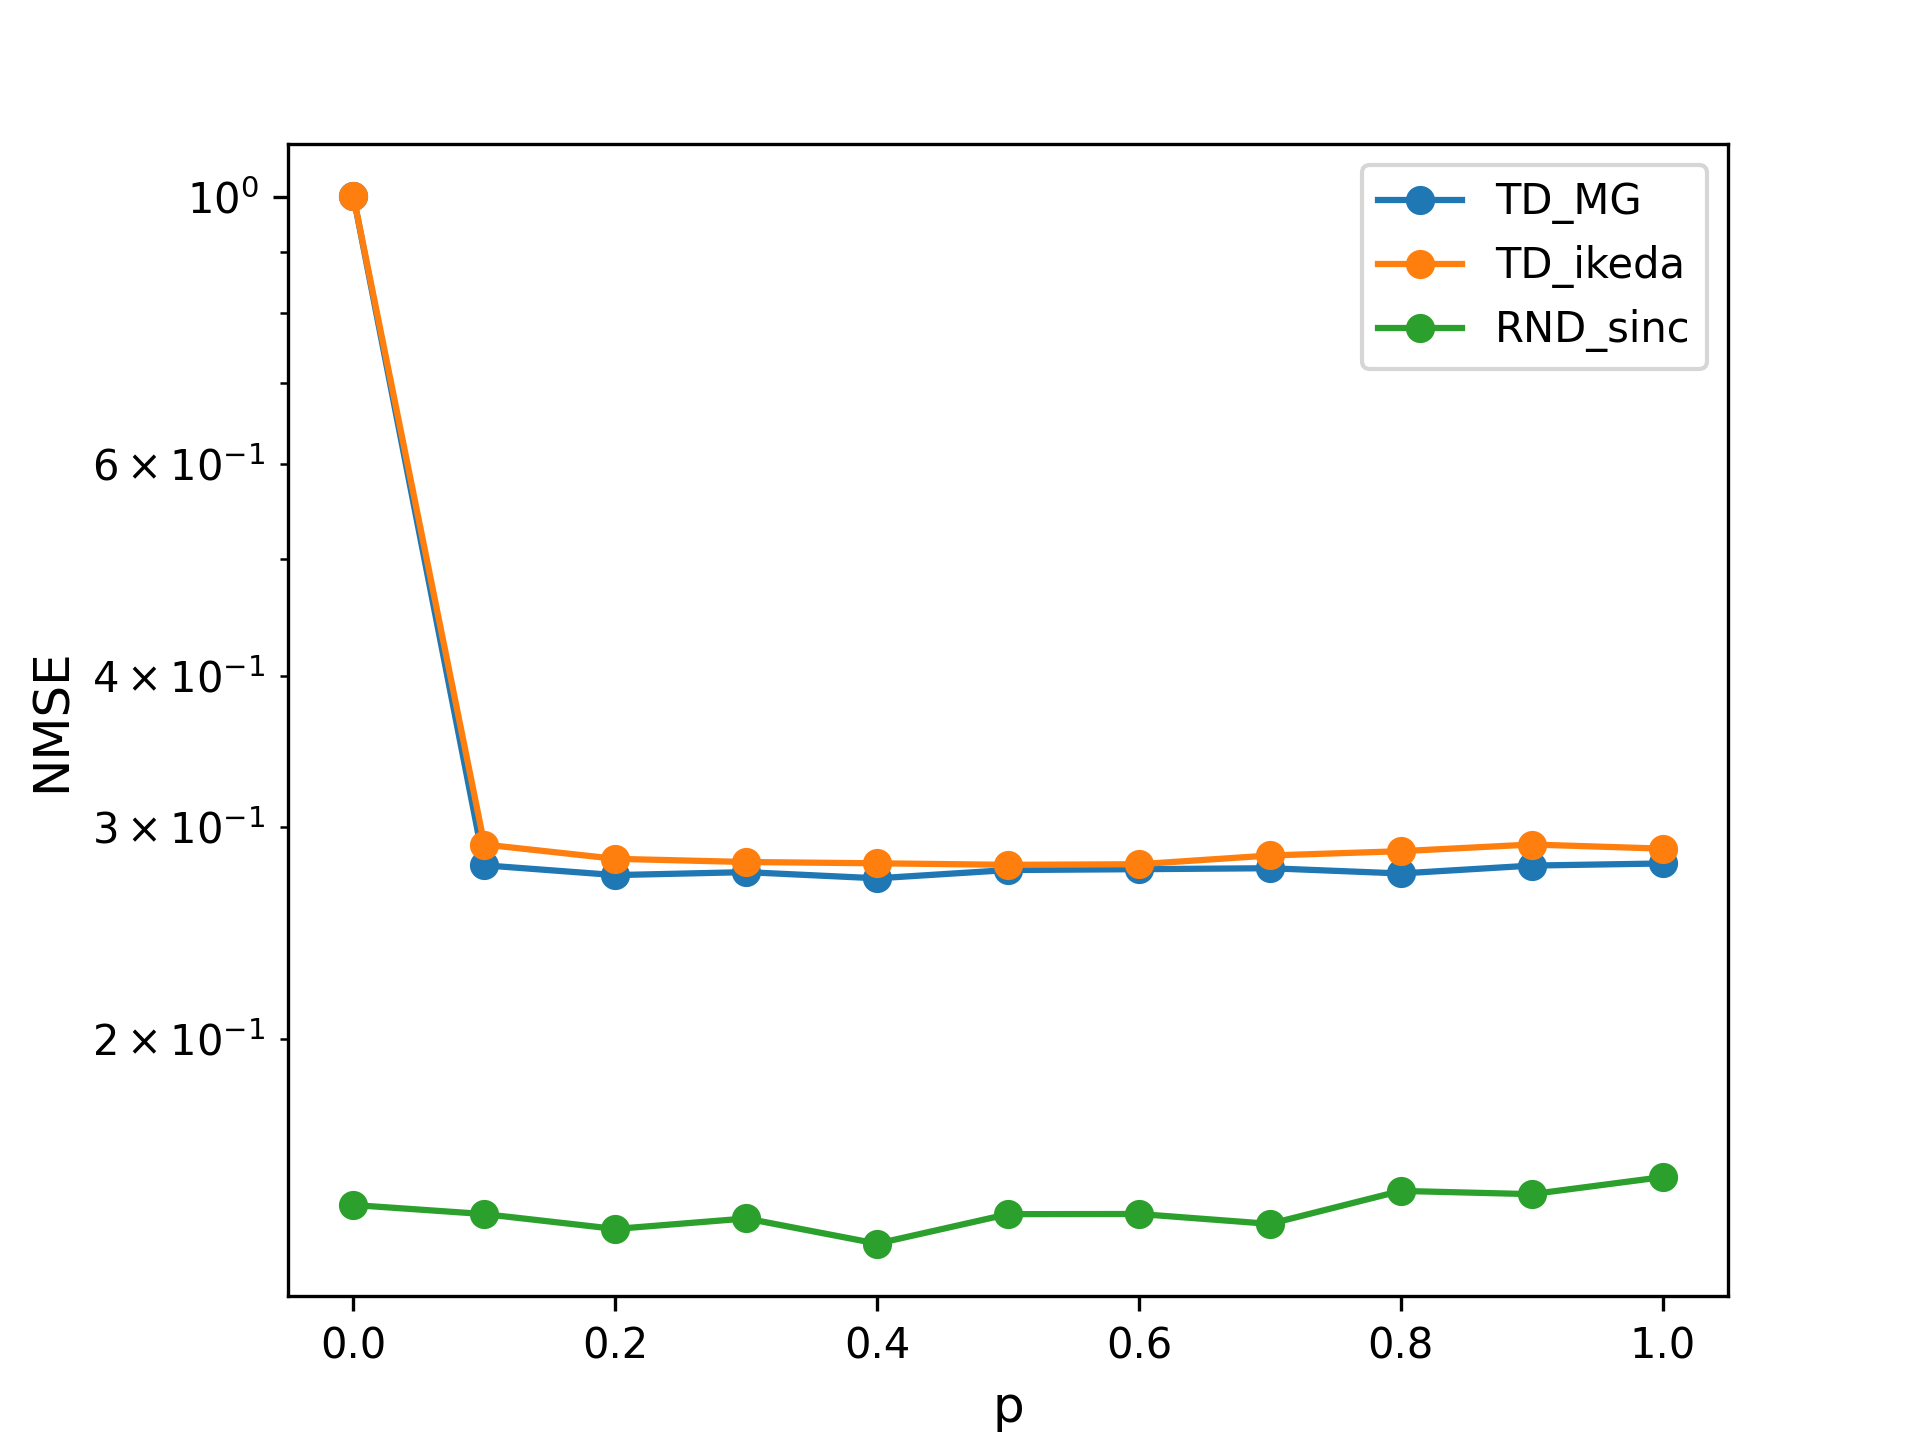 TD_MG
TD_ikeda
RND_sinc
10⁰
6 × 10⁻¹
4 × 10⁻¹
3 × 10⁻¹
2 × 10⁻¹
NMSE
0.0 0.2 0.4 0.6 0.8 1.0
p